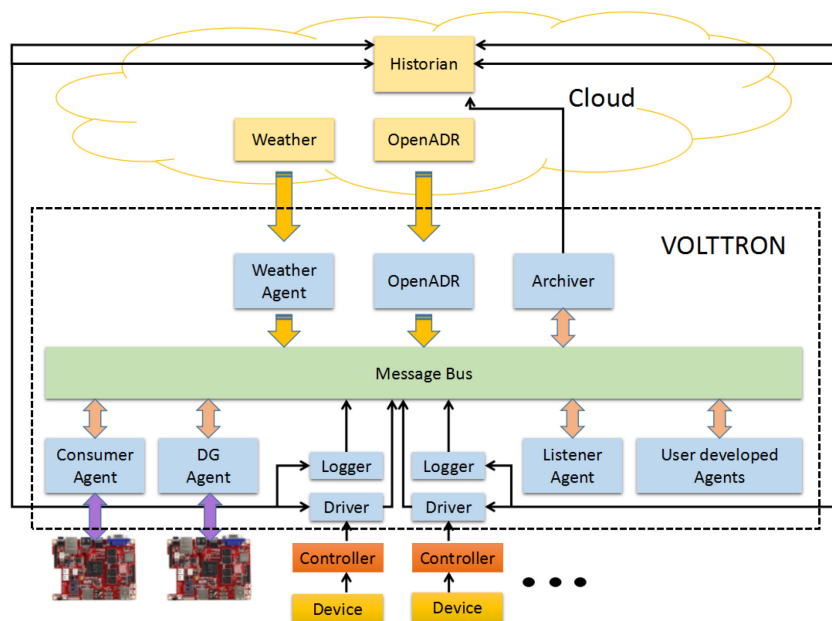 Historian
Cloud
Weather
OpenADR
VOLTTRON
Weather
Agent
OpenADR
Archiver
Message Bus
Consumer
Agent
DG
Agent
Logger
Logger
Listener
Agent
User developed
Agents
Driver
Driver
Controller
Controller
Device
Device